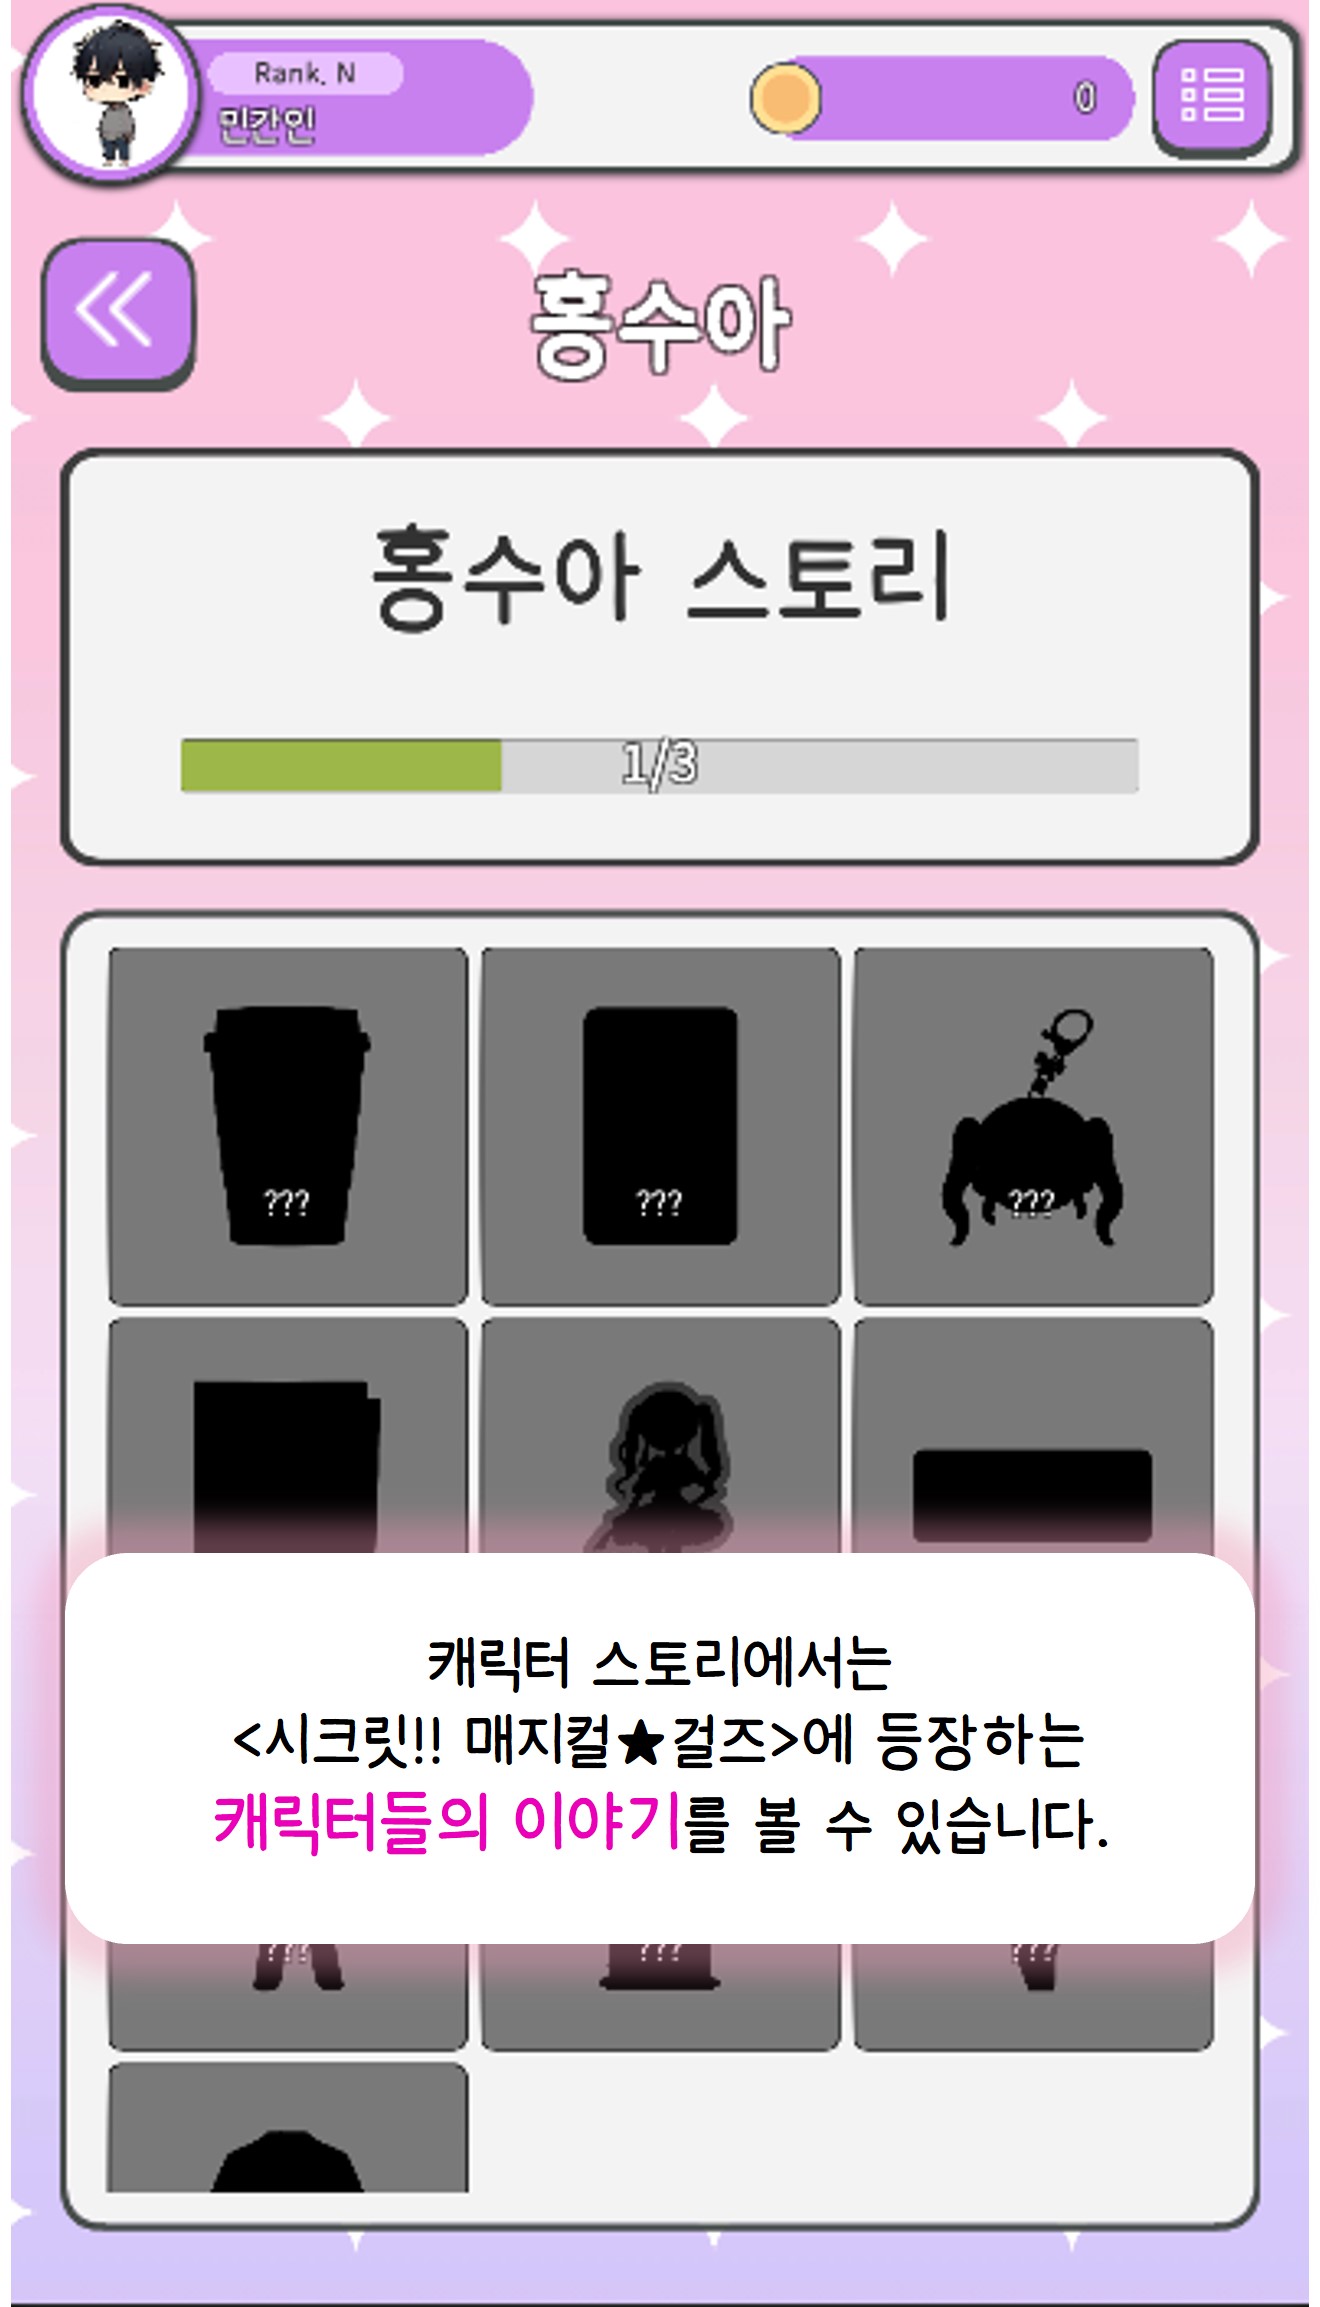 Rank. N
민간인
0
홍수아
홍수아 스토리
1/3
???
???
???
캐릭터 스토리에서는
<시크릿!! 매지컬★걸즈>에 등장하는
캐릭터들의 이야기를 볼 수 있습니다.
???
???
???